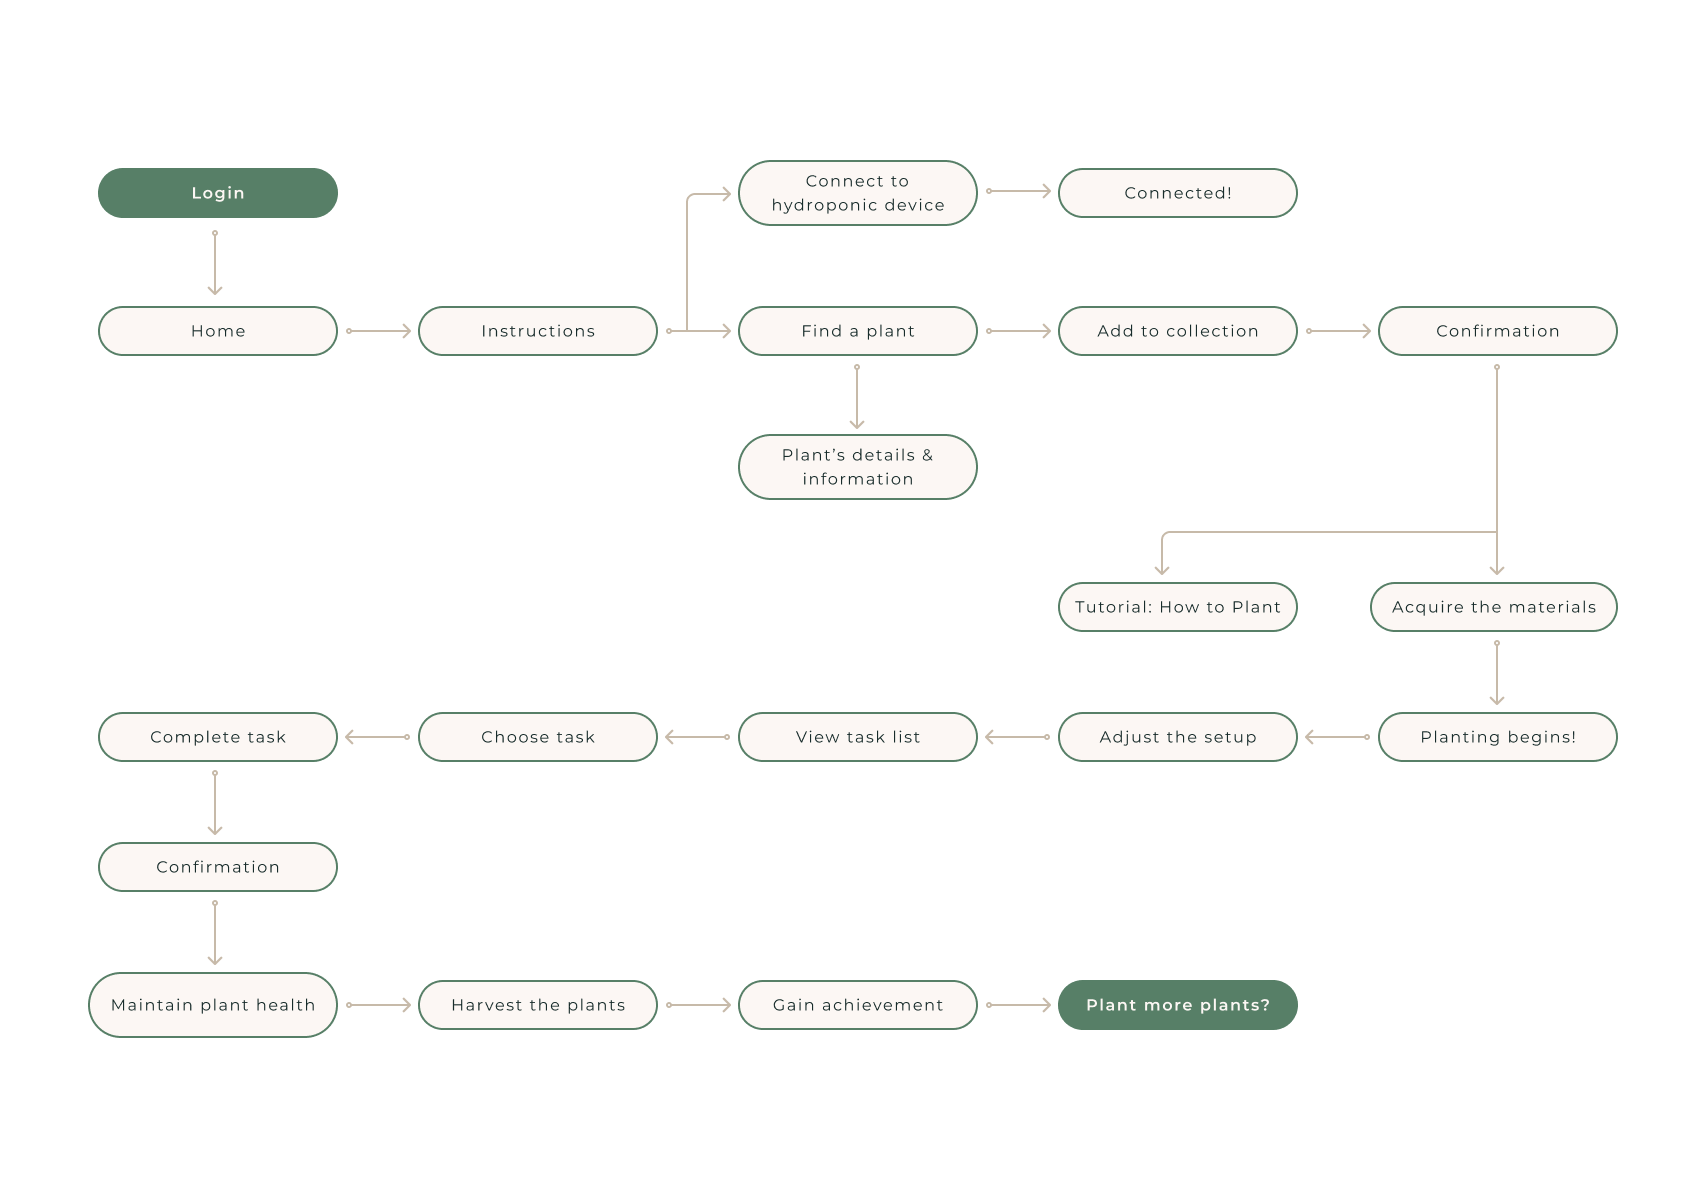 Login
Connect to
hydroponic device
Connected!
Home
Instructions
Find a plant
Add to collection
Confirmation
Plant’s details &
information
Tutorial: How to Plant
Acquire the materials
Complete task
Choose task
View task list
Adjust the setup
Planting begins!
Confirmation
Maintain plant health
Harvest the plants
Gain achievement
Plant more plants?